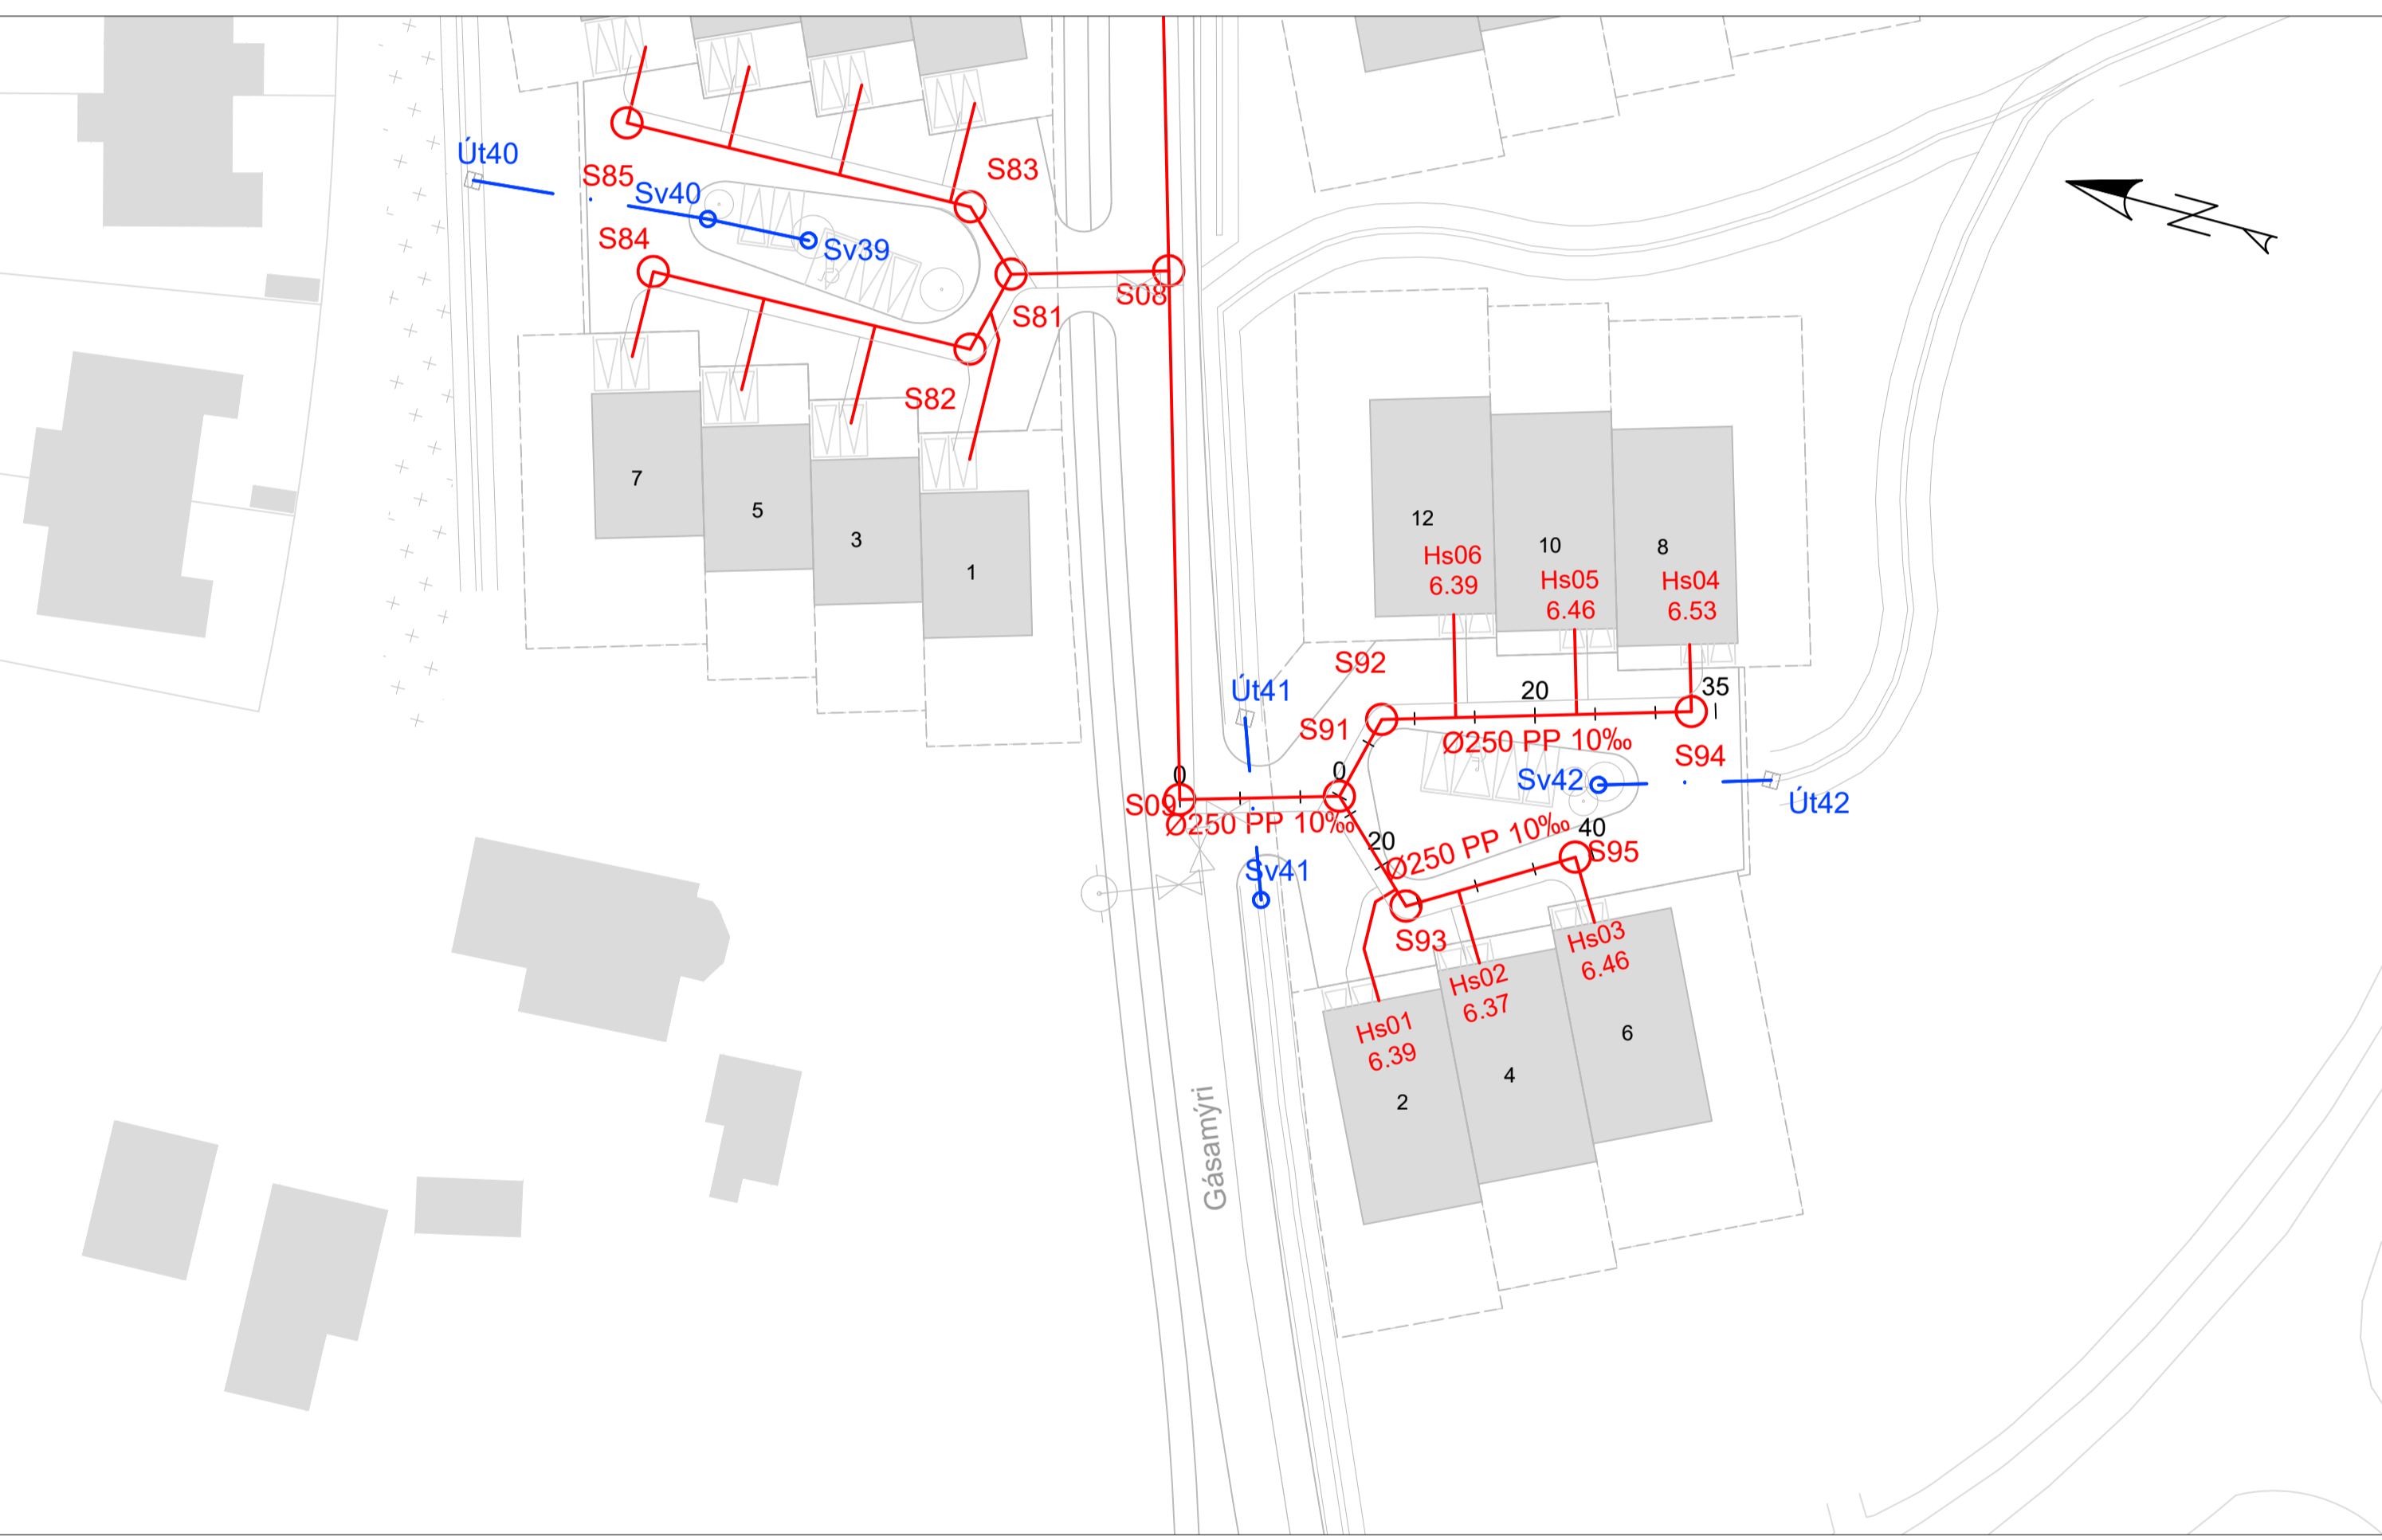 Út40
S85
Sv40
S83
S84
Sv39
S08
S81
S82
7
5
3
1
12
Hs06
6.39
10
Hs05
6.46
8
Hs04
6.53
S92
Út41
20
35
S91
Ø250 PP 10‰
S94
0
0
Sv42
Út42
S09
Ø250 PP 10‰
20
Ø250 PP 10‰
40
S95
Sv41
S93
Hs03
6.46
Hs02
6.37
Hs01
6.39
6
4
2
Gásamýri